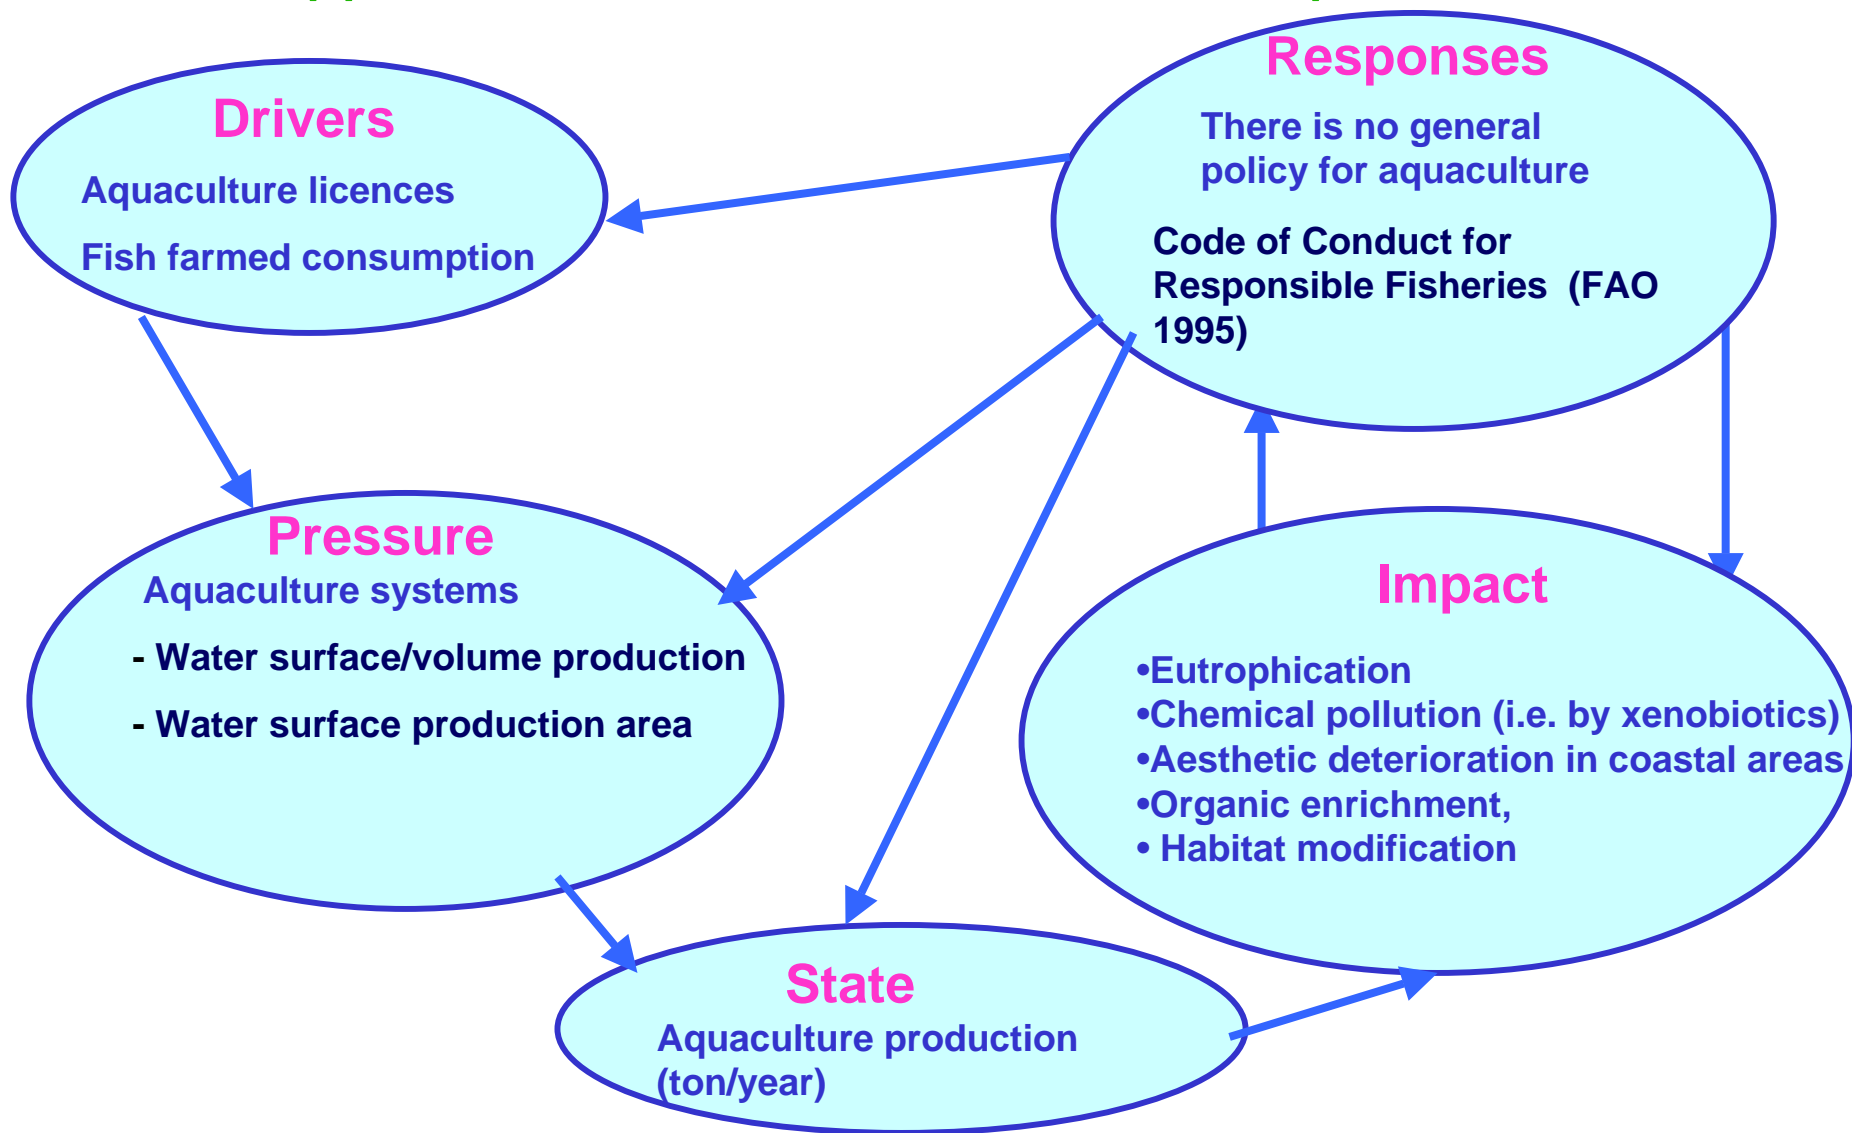 Drivers
Aquaculture licences
Fish farmed consumption
Responses
There is no general
policy for aquaculture
Code of Conduct for
Responsible Fisheries (FAO
1995)
Pressure
Aquaculture systems
- Water surface/volume production
- Water surface production area
Impact
•Eutrophication
•Chemical pollution (i.e. by xenobiotics)
•Aesthetic deterioration in coastal areas
•Organic enrichment,
• Habitat modification
State
Aquaculture production
(ton/year)